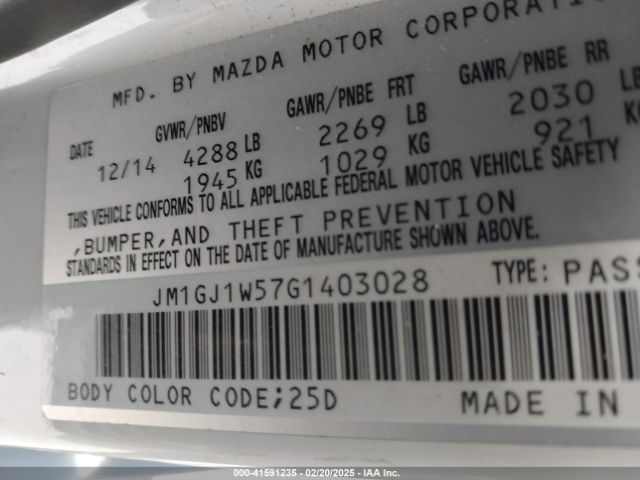 MFD. BY MAZDA MOTOR CORPORATION
DATE GVWR/PNBV GAWR/PNBE FRT GAWR/PNBE RR
12/14 4288 LB 2269 LB 2030 LB
1945 KG 1029 KG 921 KG
THIS VEHICLE CONFORMS TO ALL APPLICABLE FEDERAL MOTOR VEHICLE SAFETY
,BUMPER,AND THEFT PREVENTION
STANDARDS IN EFFECT ON THE DATE OF MANUFACTURE SHOWN ABOVE.
JM1GJ1W57G1403028 TYPE: PASS
BODY COLOR CODE;25D MADE IN
000-41591235 - 02/20/2025 - IAA Inc.